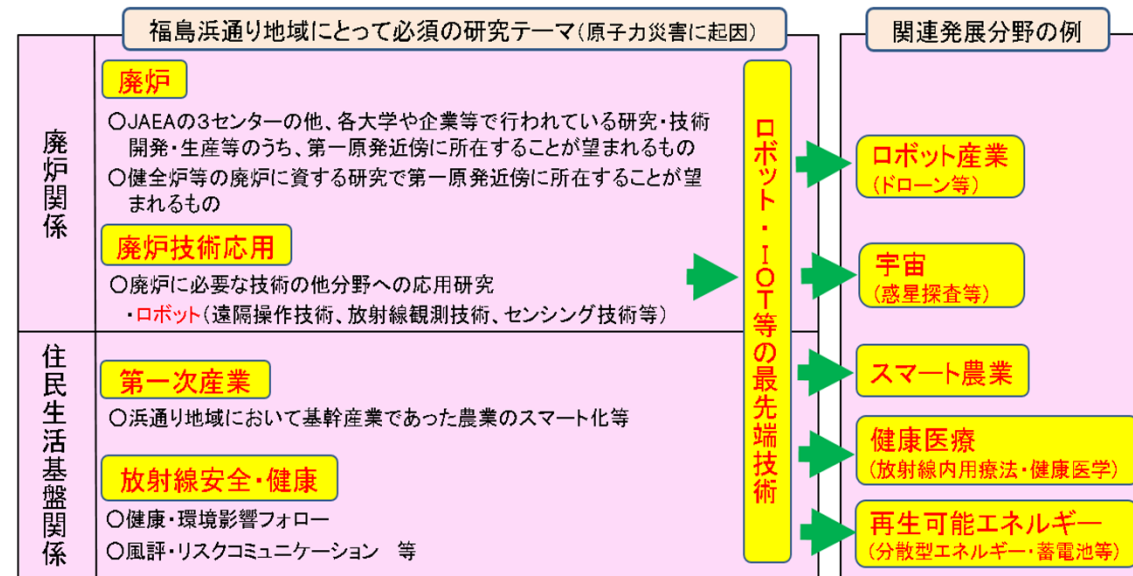 福島浜通り地域にとって必須の研究テーマ(原子力災害に起因)
関連発展分野の例
廃炉関係
廃炉
○JAEAの3センターの他、各大学や企業等で行われている研究・技術
開発・生産等のうち、第一原発近傍に所在することが望まれるもの
○健全炉等の廃炉に資する研究で第一原発近傍に所在することが望
まれるもの
廃炉技術応用
○廃炉に必要な技術の他分野への応用研究
・ロボット(遠隔操作技術、放射線観測技術、センシング技術等)
住民生活基盤関係
第一次産業
○浜通り地域において基幹産業であった農業のスマート化等
放射線安全・健康
○健康・環境影響フォロー
○風評・リスクコミュニケーション 等
ロボット・IOT等の最先端技術
ロボット産業
(ドローン等)
宇宙
(惑星探査等)
スマート農業
健康医療
(放射線内用療法・健康医学)
再生可能エネルギー
(分散型エネルギー・蓄電池等)